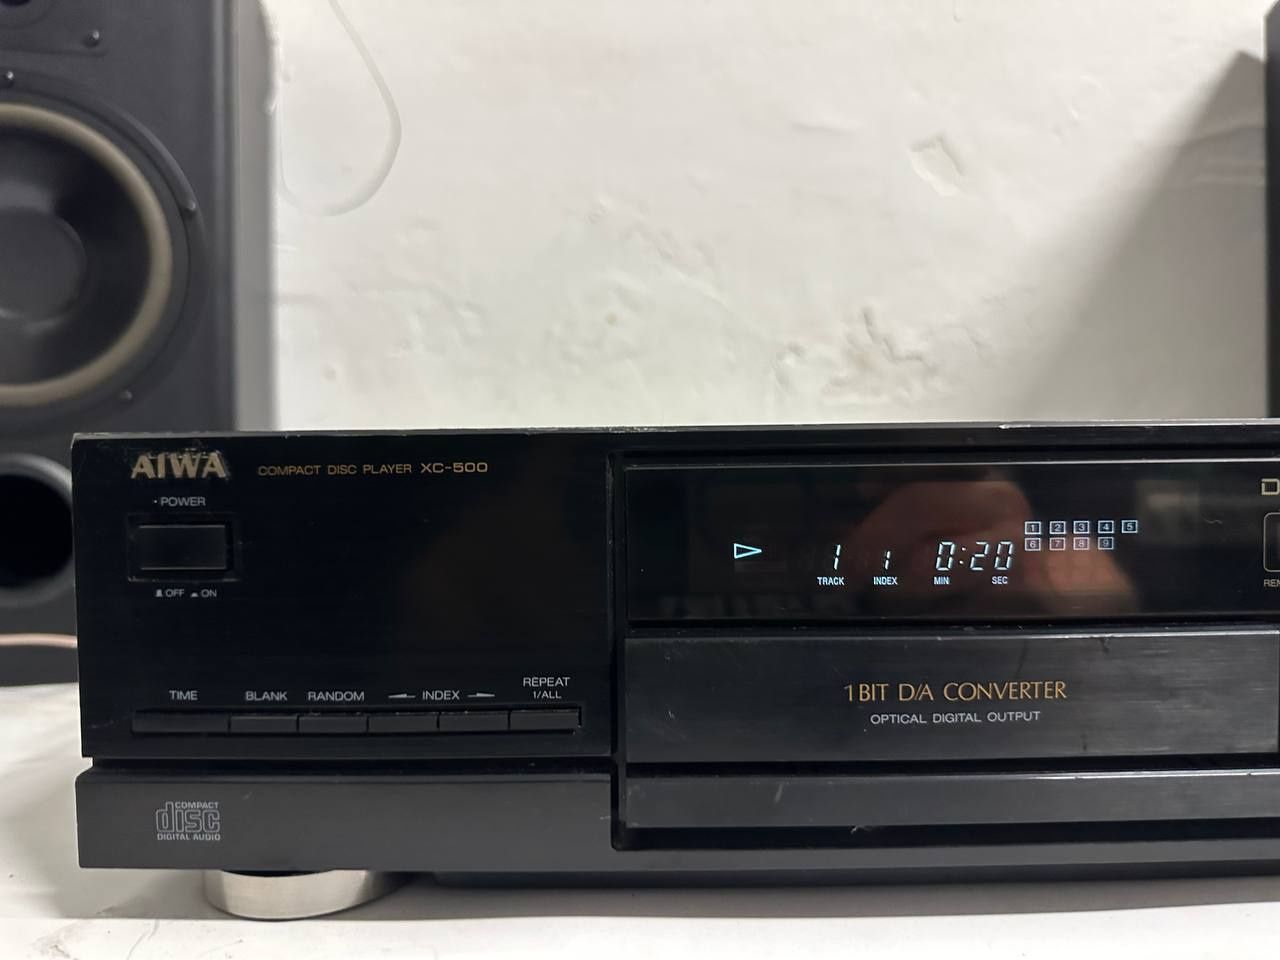 AIWA COMPACT DISC PLAYER XC-500
POWER
OFF ON
TIME BLANK RANDOM INDEX REPEAT
1/ALL
COMPACT
disc
DIGITAL AUDIO
1 2 3 4 5
6 7 8 9
1 1 0:20
TRACK INDEX MIN SEC
1 BIT D/A CONVERTER
OPTICAL DIGITAL OUTPUT